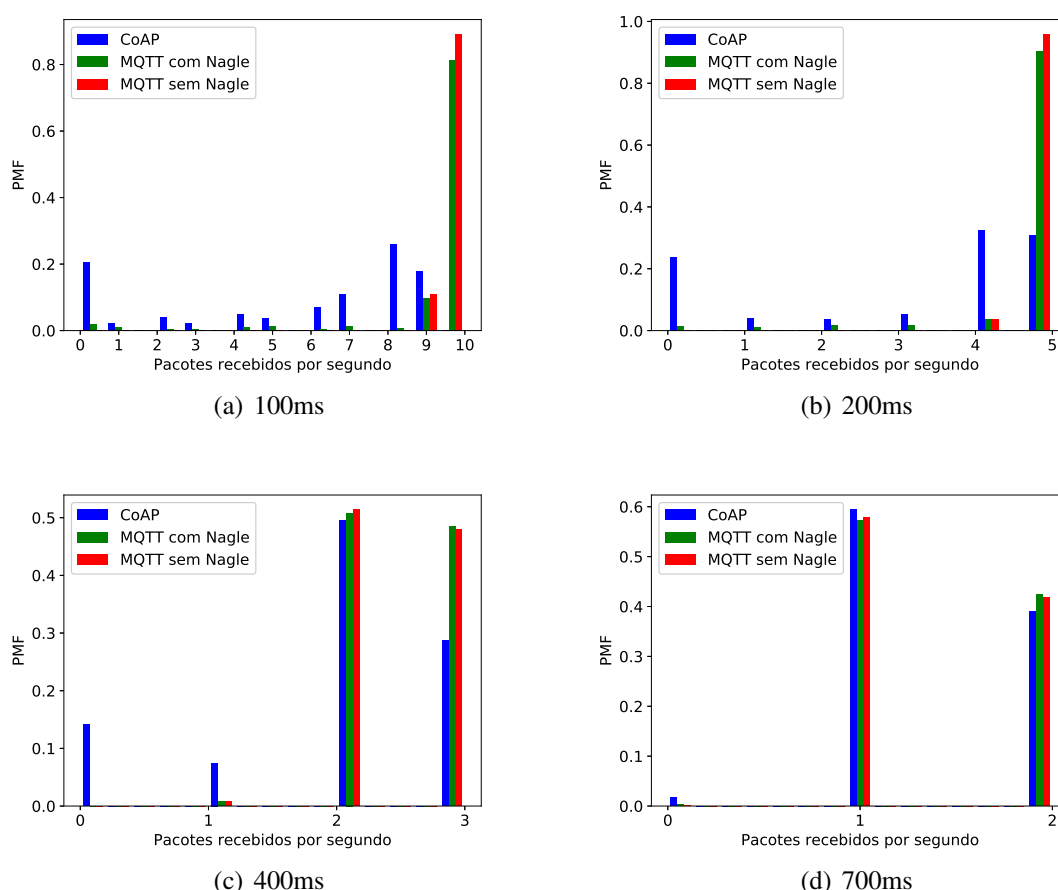 0.8
0.6
0.4
0.2
0.0
PMF
CoAP
MQTT com Nagle
MQTT sem Nagle
0 1 2 3 4 5 6 7 8 9 10
Pacotes recebidos por segundo
(a) 100ms
1.0
0.8
0.6
0.4
0.2
0.0
PMF
CoAP
MQTT com Nagle
MQTT sem Nagle
0 1 2 3 4 5
Pacotes recebidos por segundo
(b) 200ms
0.5
0.4
0.3
0.2
0.1
0.0
PMF
CoAP
MQTT com Nagle
MQTT sem Nagle
0 1 2 3
Pacotes recebidos por segundo
(c) 400ms
0.6
0.5
0.4
0.3
0.2
0.1
0.0
PMF
CoAP
MQTT com Nagle
MQTT sem Nagle
0 1 2
Pacotes recebidos por segundo
(d) 700ms